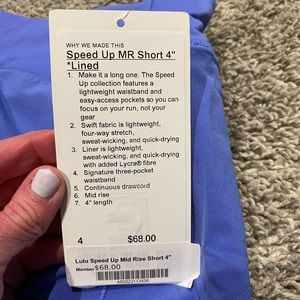 WHY WE MADE THIS
Speed Up MR Short 4"
*Lined
1. Make it a long one. The Speed
Up collection features a
lightweight waistband and
easy-access pockets so you can
focus on your run, not your
gear
2. Swift fabric is lightweight,
four-way stretch,
sweat-wicking, and quick-drying
3. Liner is lightweight,
sweat-wicking, and quick-drying
with added Lycra® fibre
4. Signature three-pocket
waistband
5. Continuous drawcord
6. Mid rise
7. 4" length
4 $68.00
Lulu Speed Up Mid Rise Short 4"
Member $68.00